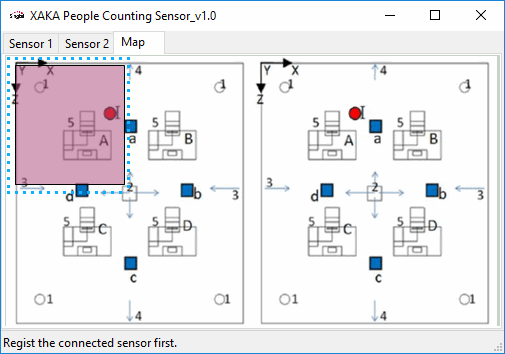 XAKA People Counting Sensor_v1.0
Sensor 1 Sensor 2 Map
Y X 4 Y X 4
1 1 1 1
Z Z
5 I 5 5 I 5
A a B A a B
3 2 3 2
d b 3 d b 3
5 5 5 5
C D C D
c c
1 1 1 1
4 4
Regist the connected sensor first.